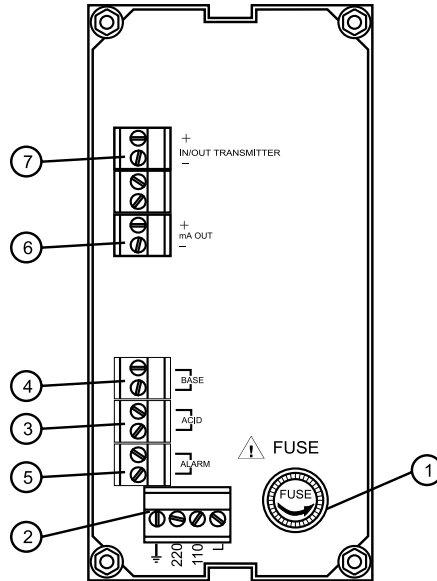 +
IN/OUT TRANSMITTER
−
7
+
mA OUT
−
6
4
BASE
3
ACID
5
ALARM
! FUSE
FUSE
1
2
220
110
L